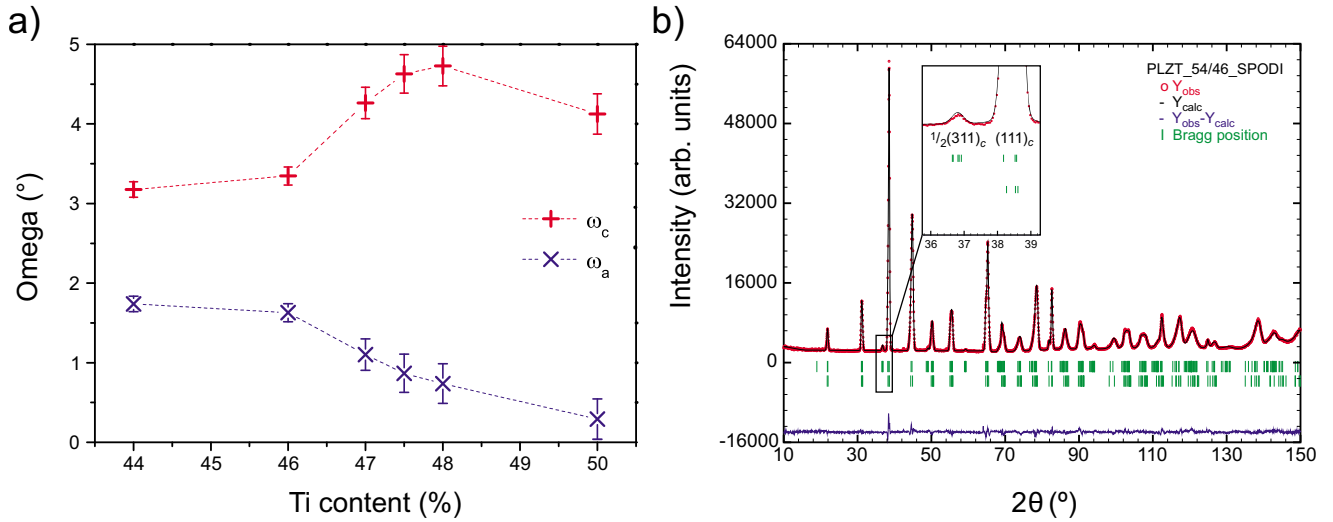 a)
Omega (°)
5
4
3
2
1
0
ω_c
ω_a
44 45 46 47 48 49 50
Ti content (%)
b)
Intensity (arb. units)
64000
48000
32000
16000
0
-16000
PLZT_54/46_SPODI
o Y_obs
- Y_calc
- Y_obs-Y_calc
| Bragg position
1/2(311)_c (111)_c
36 37 38 39
10 30 50 70 90 110 130 150
2θ (º)